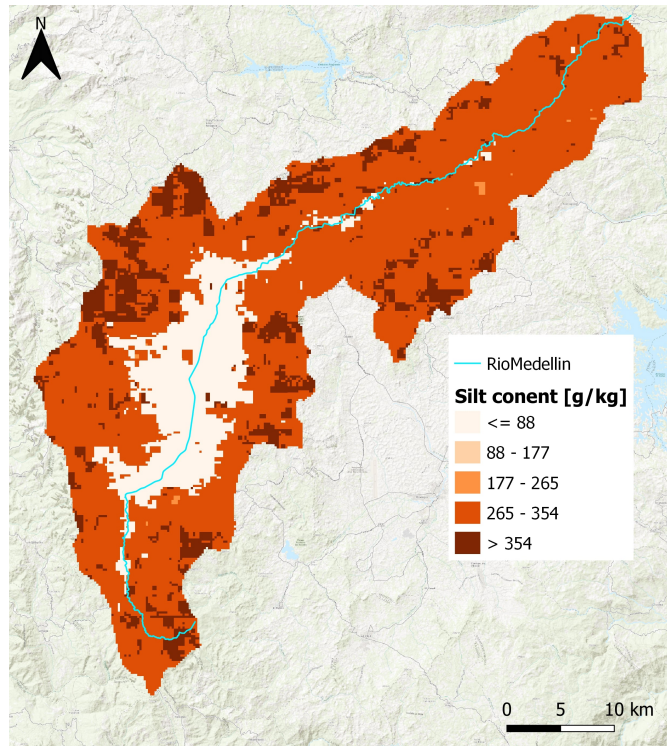 N
RioMedellin
Silt conent [g/kg]
<= 88
88 - 177
177 - 265
265 - 354
> 354
0 5 10 km